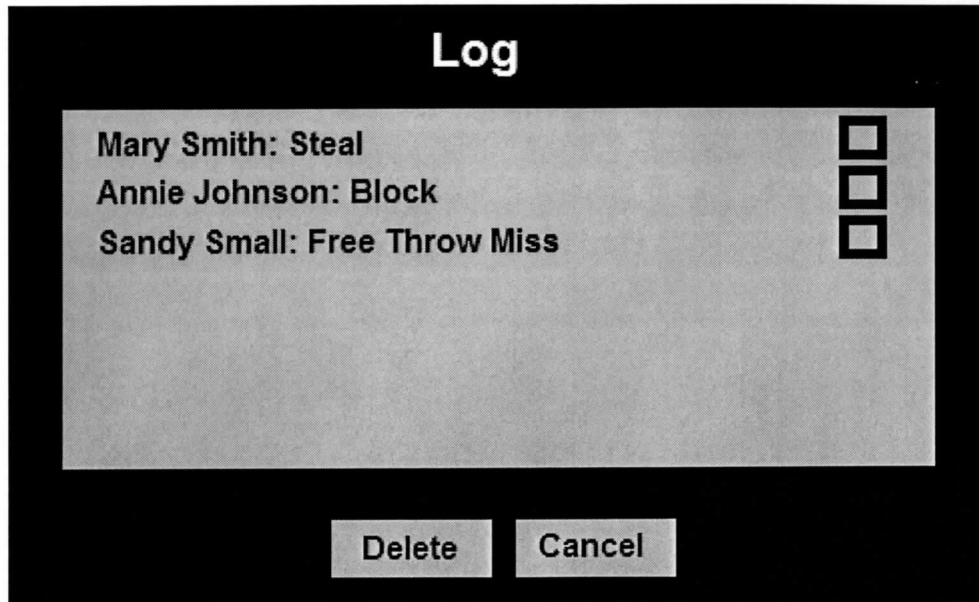 Log
Mary Smith: Steal
Annie Johnson: Block
Sandy Small: Free Throw Miss
Delete
Cancel